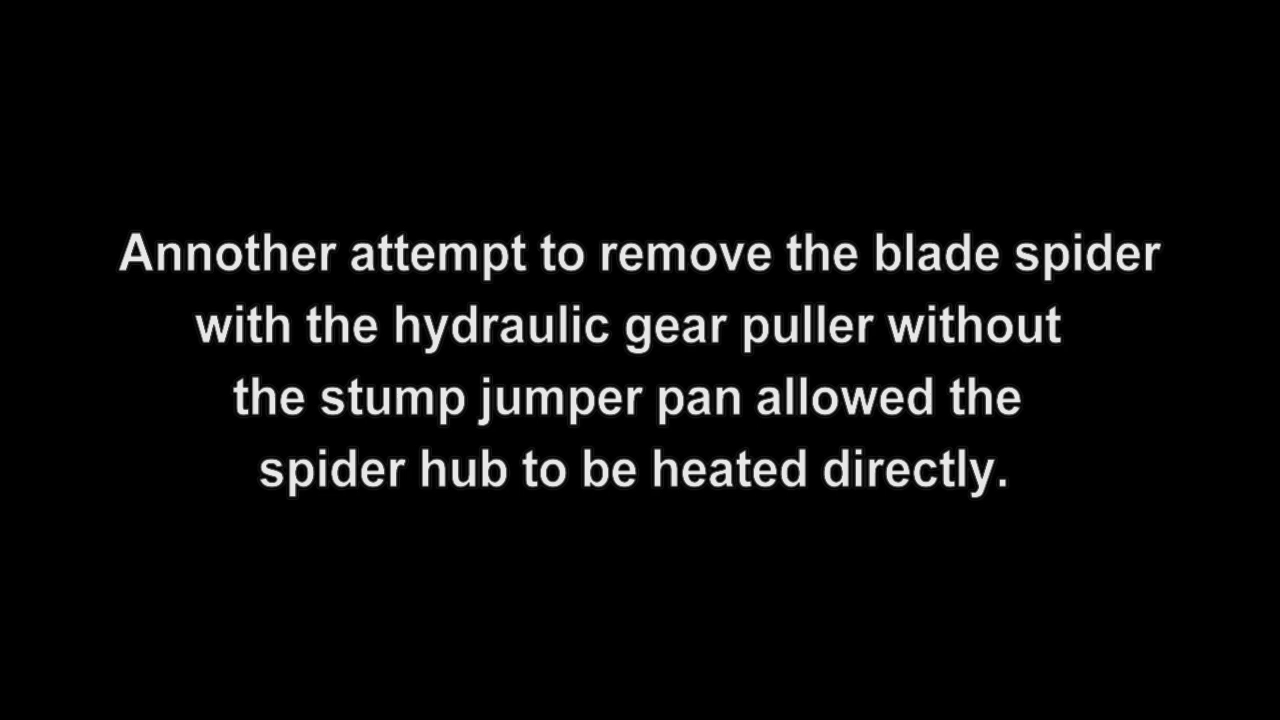 Annother attempt to remove the blade spider
with the hydraulic gear puller without
the stump jumper pan allowed the
spider hub to be heated directly.